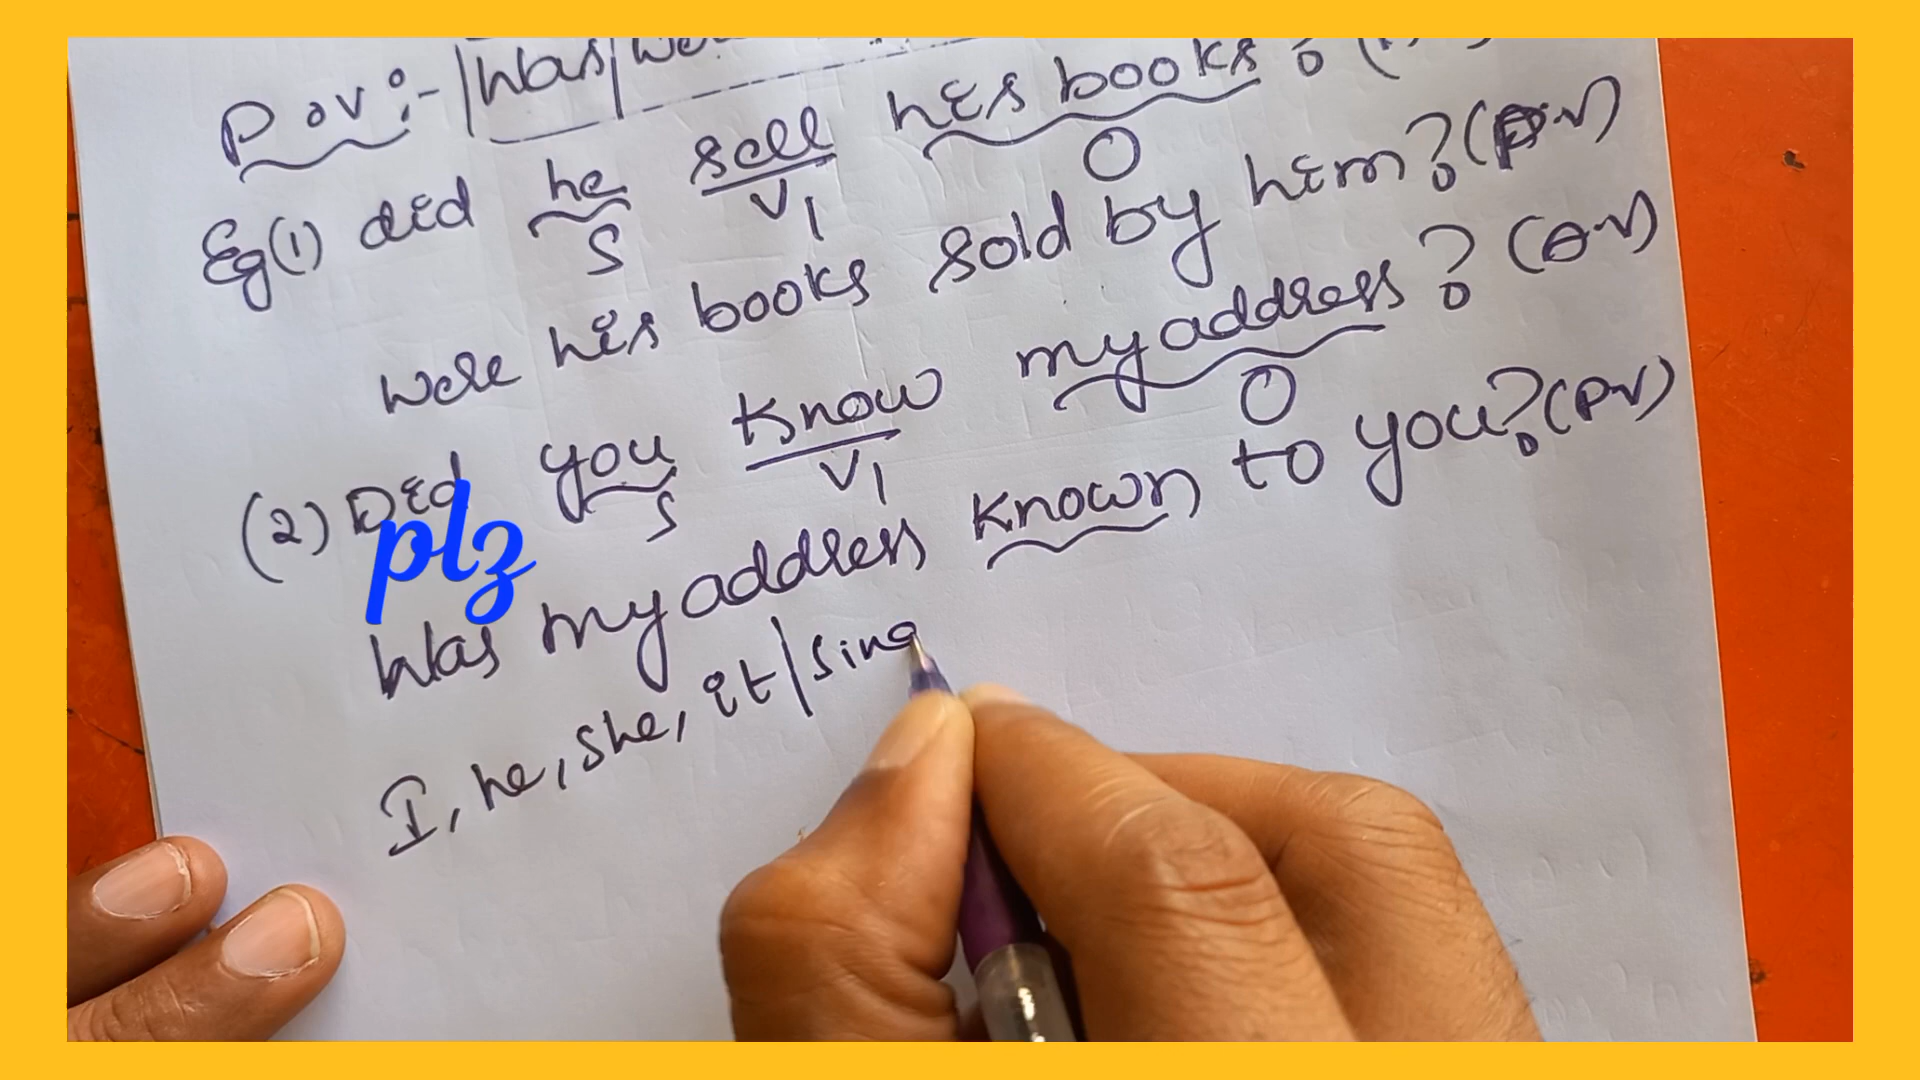 P.V:- |Was|We
Eg(1) did he sell his books?
S V1 O
Were his books sold by him? (P.V)
(2) Did you know my address? (A.V)
S V1 O
plz
Was my address known to you? (P.V)
I, he, she, it/sing